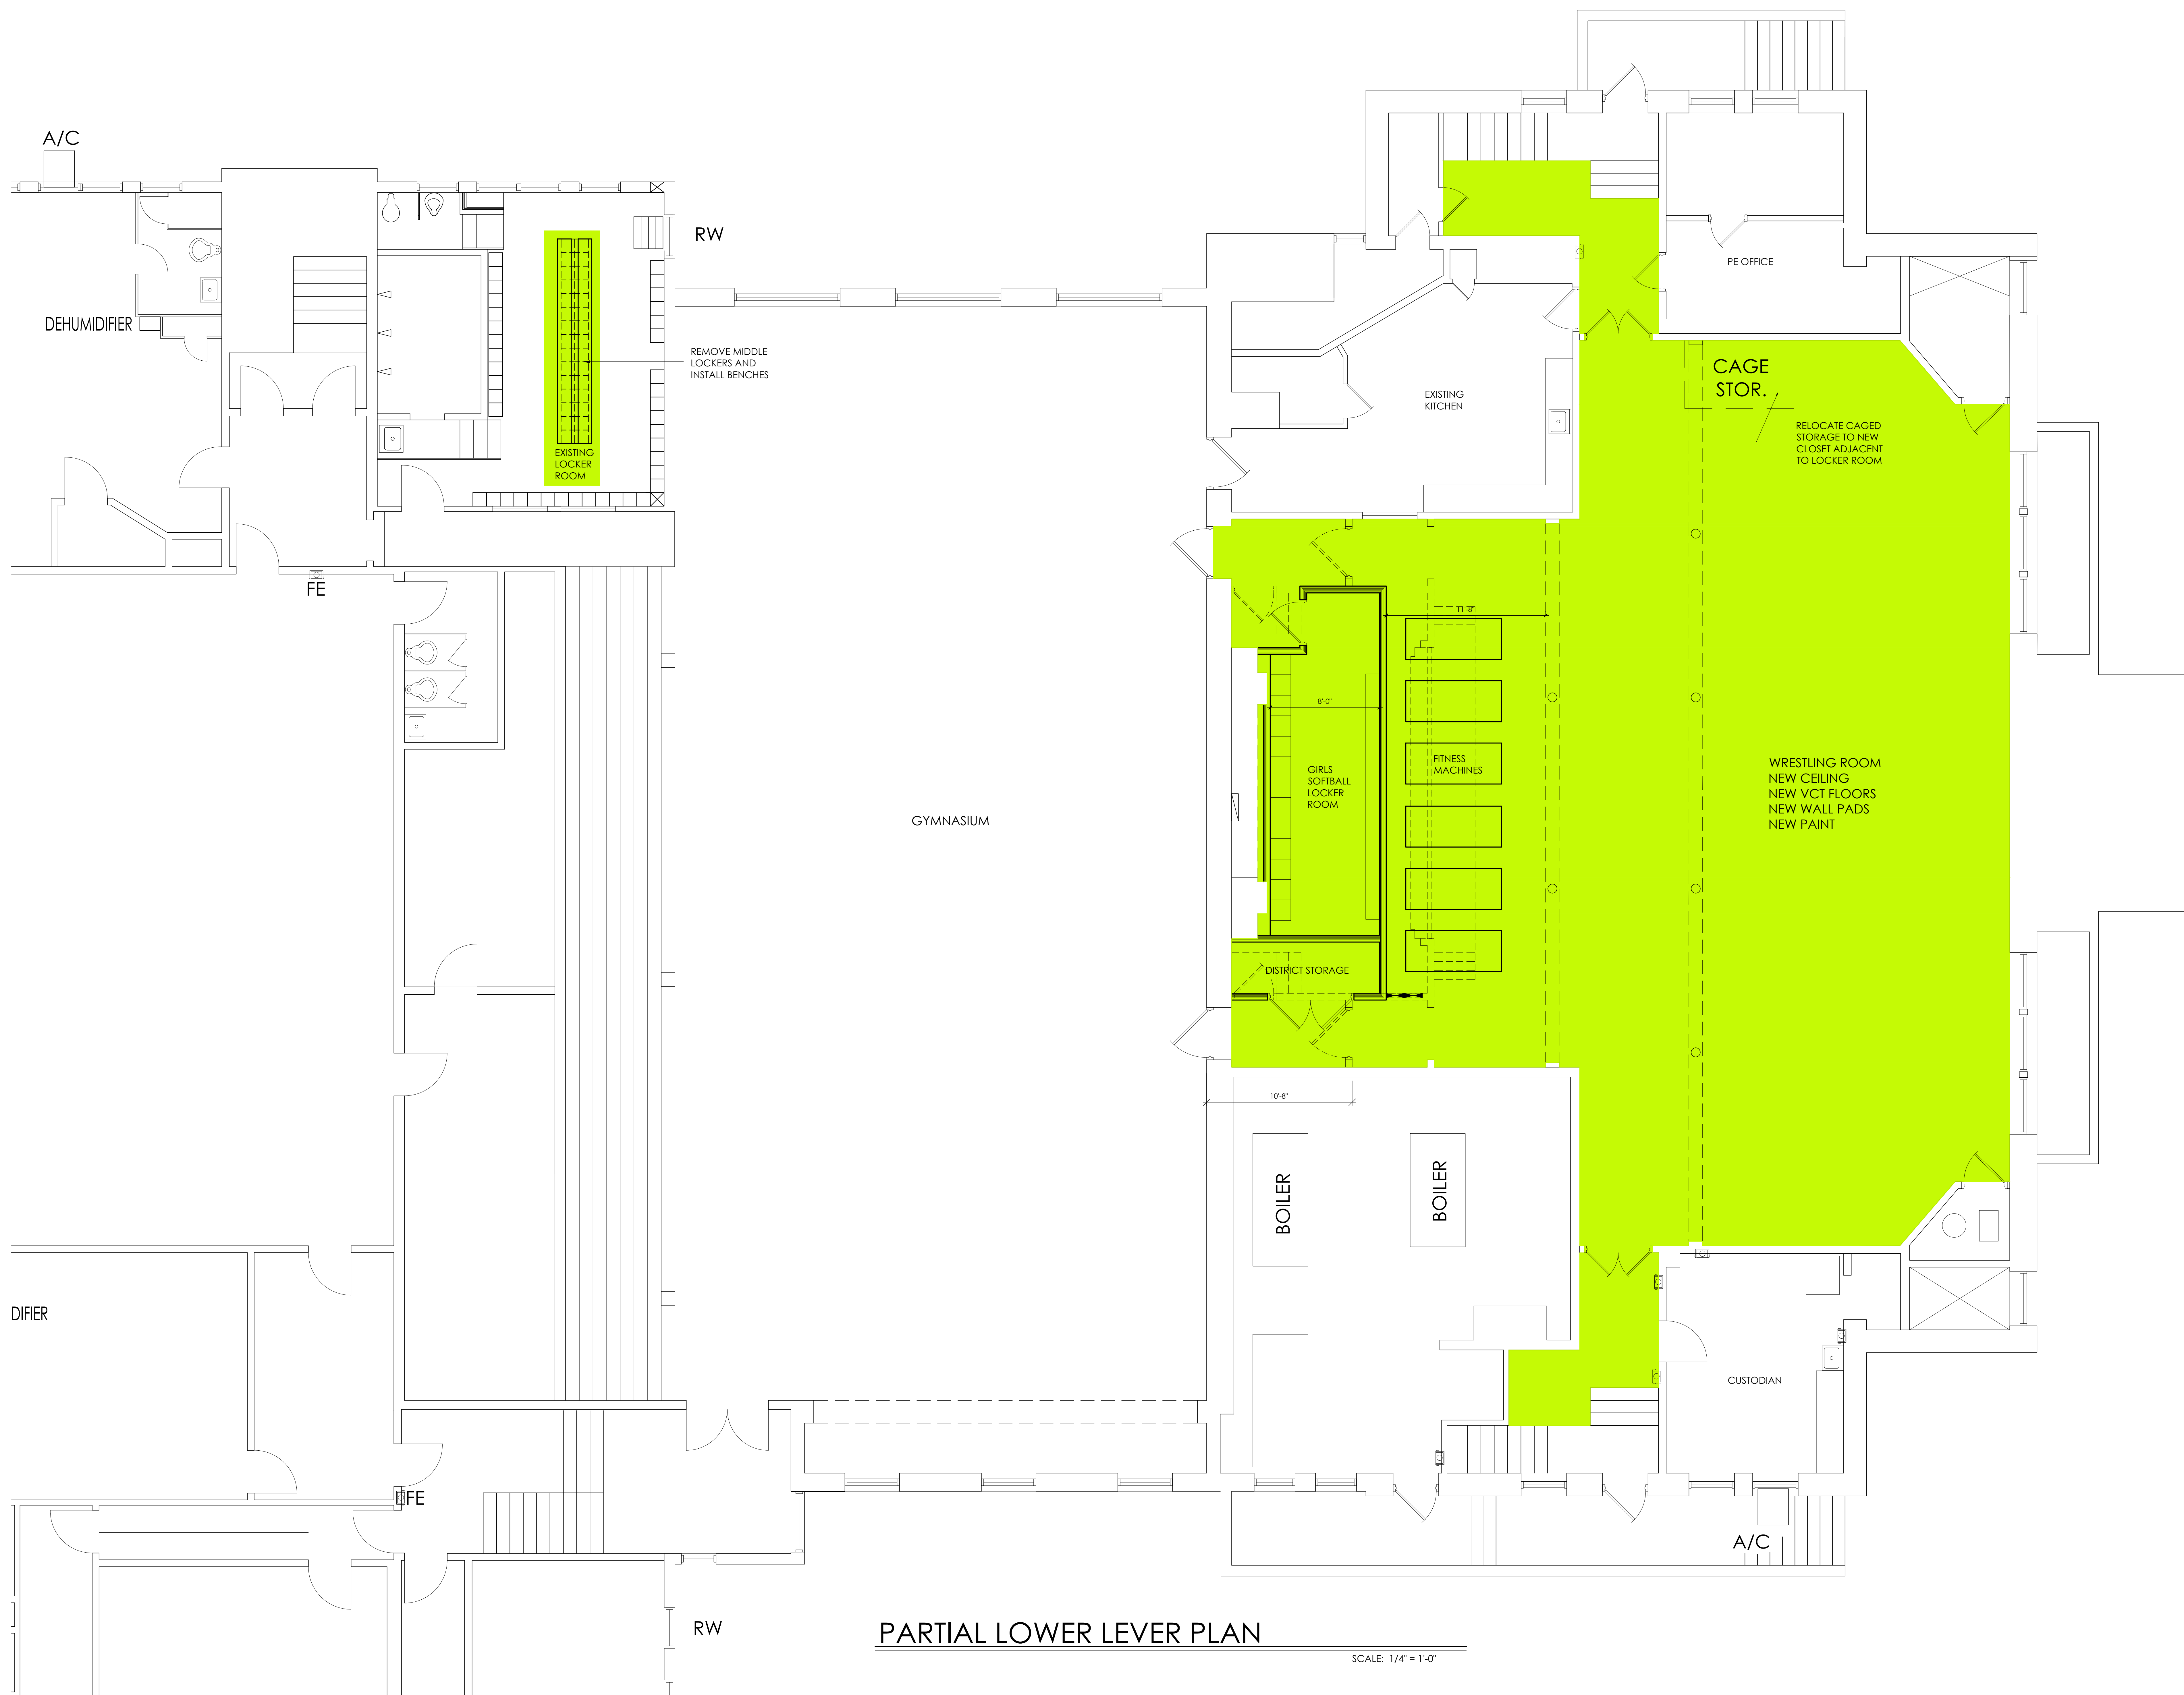 A/C
RW
DEHUMIDIFIER
PE OFFICE
REMOVE MIDDLE
LOCKERS AND
INSTALL BENCHES
CAGE
STOR.
EXISTING
KITCHEN
RELOCATE CAGED
STORAGE TO NEW
CLOSET ADJACENT
TO LOCKER ROOM
EXISTING
LOCKER
ROOM
FE
11'-8"
8'-0"
GIRLS
SOFTBALL
LOCKER
ROOM
FITNESS
MACHINES
WRESTLING ROOM
NEW CEILING
NEW VCT FLOORS
NEW WALL PADS
NEW PAINT
GYMNASIUM
DISTRICT STORAGE
10'-8"
BOILER
BOILER
DIFIER
CUSTODIAN
FE
A/C
RW
PARTIAL LOWER LEVER PLAN
SCALE: 1/4" = 1'-0"